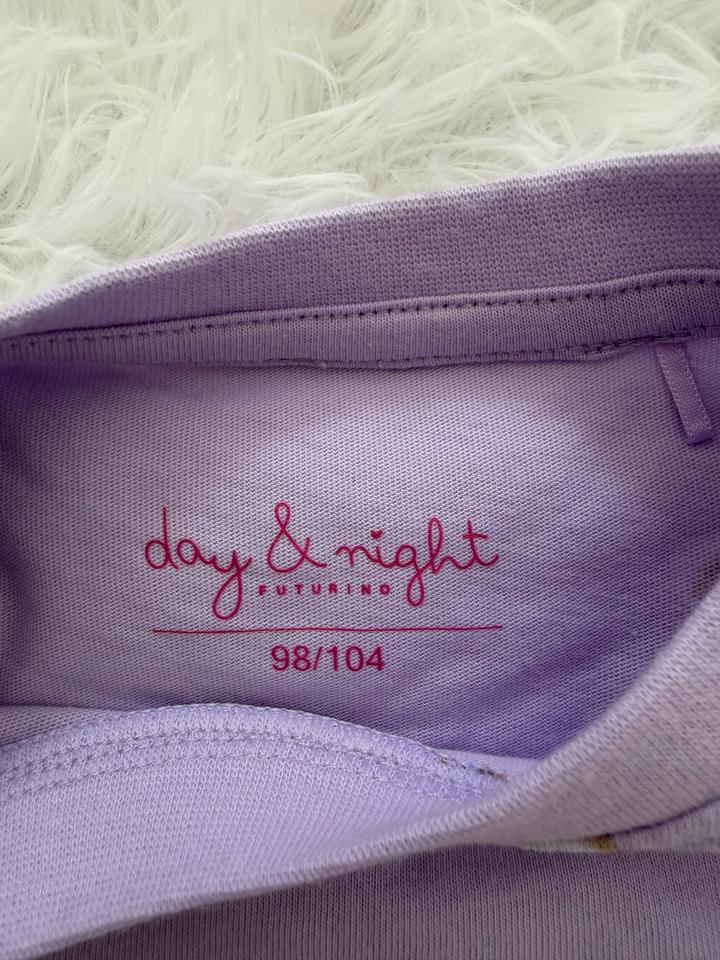 day & night
FUTURINO
98/104